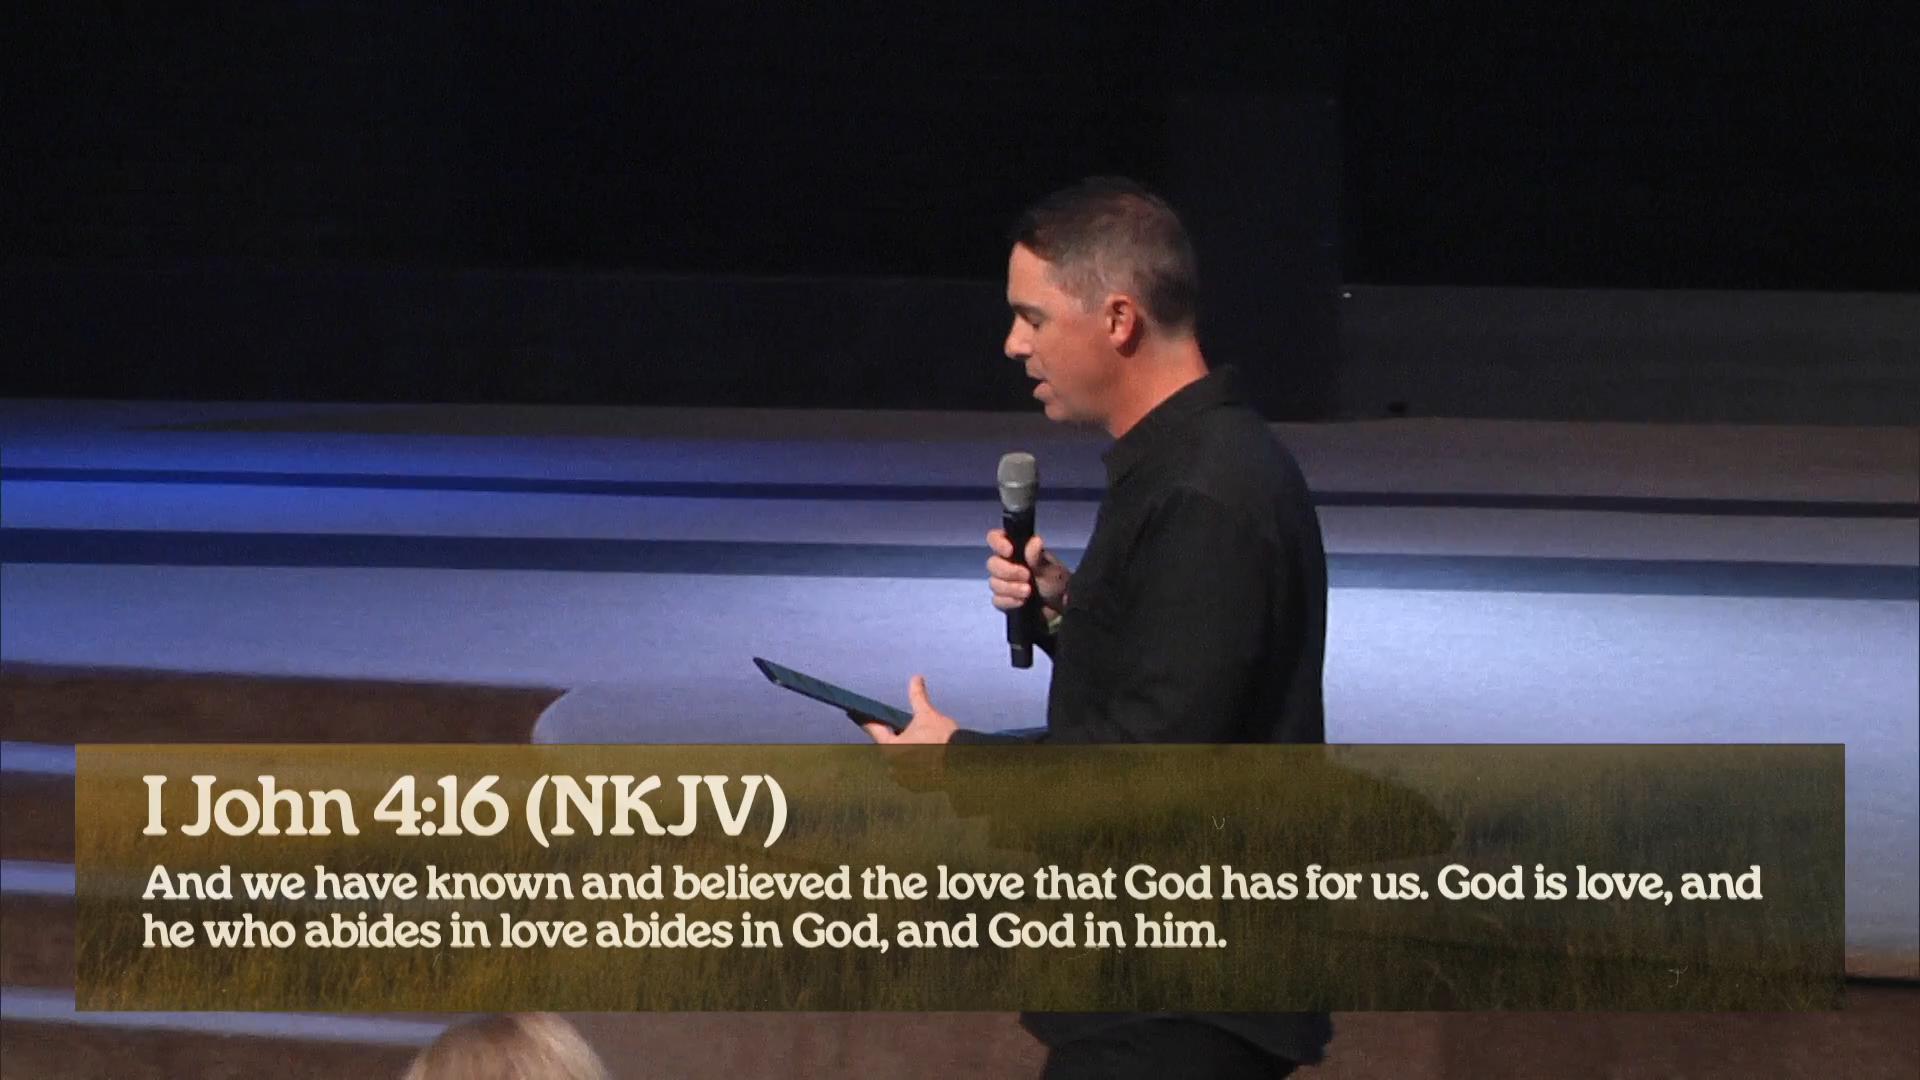 I John 4:16 (NKJV)
And we have known and believed the love that God has for us. God is love, and
he who abides in love abides in God, and God in him.